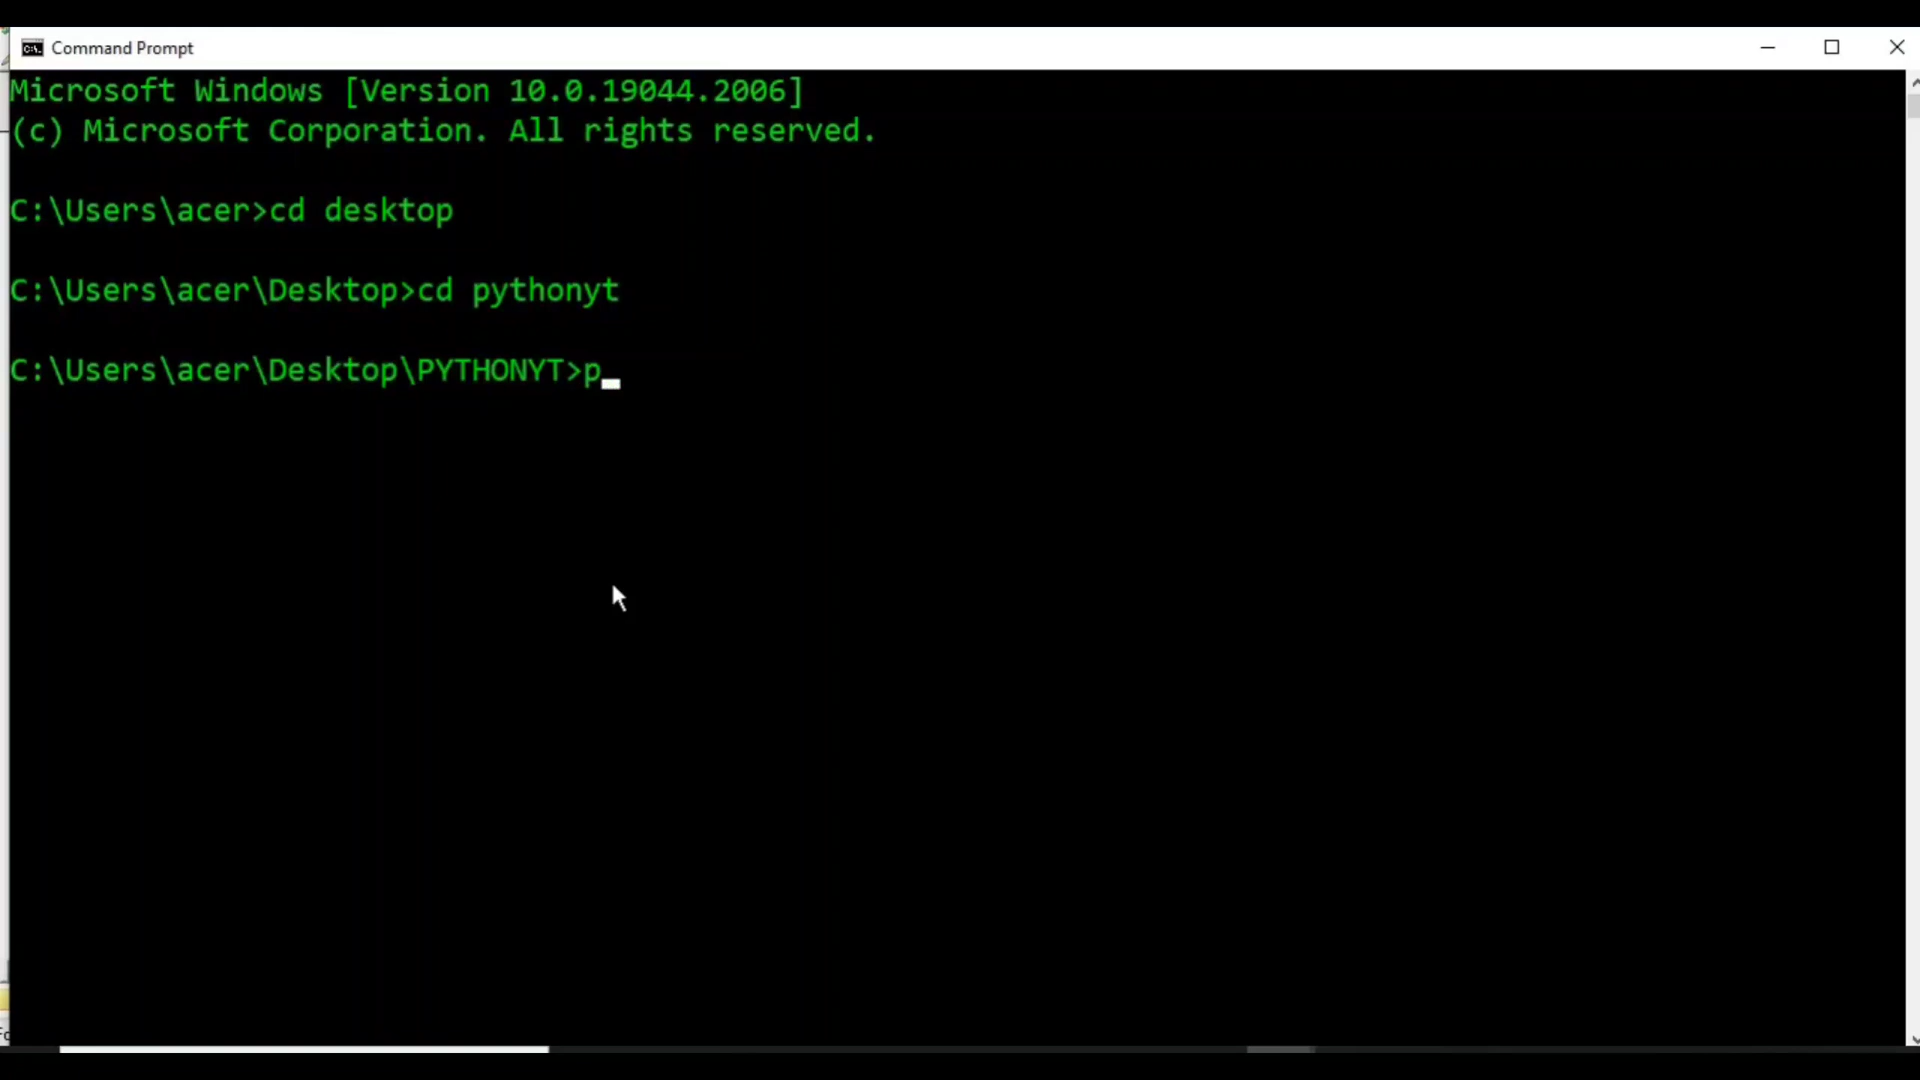 Command Prompt
Microsoft Windows [Version 10.0.19044.2006]
(c) Microsoft Corporation. All rights reserved.
C:\Users\acer>cd desktop
C:\Users\acer\Desktop>cd pythonyt
C:\Users\acer\Desktop\PYTHONYT>p